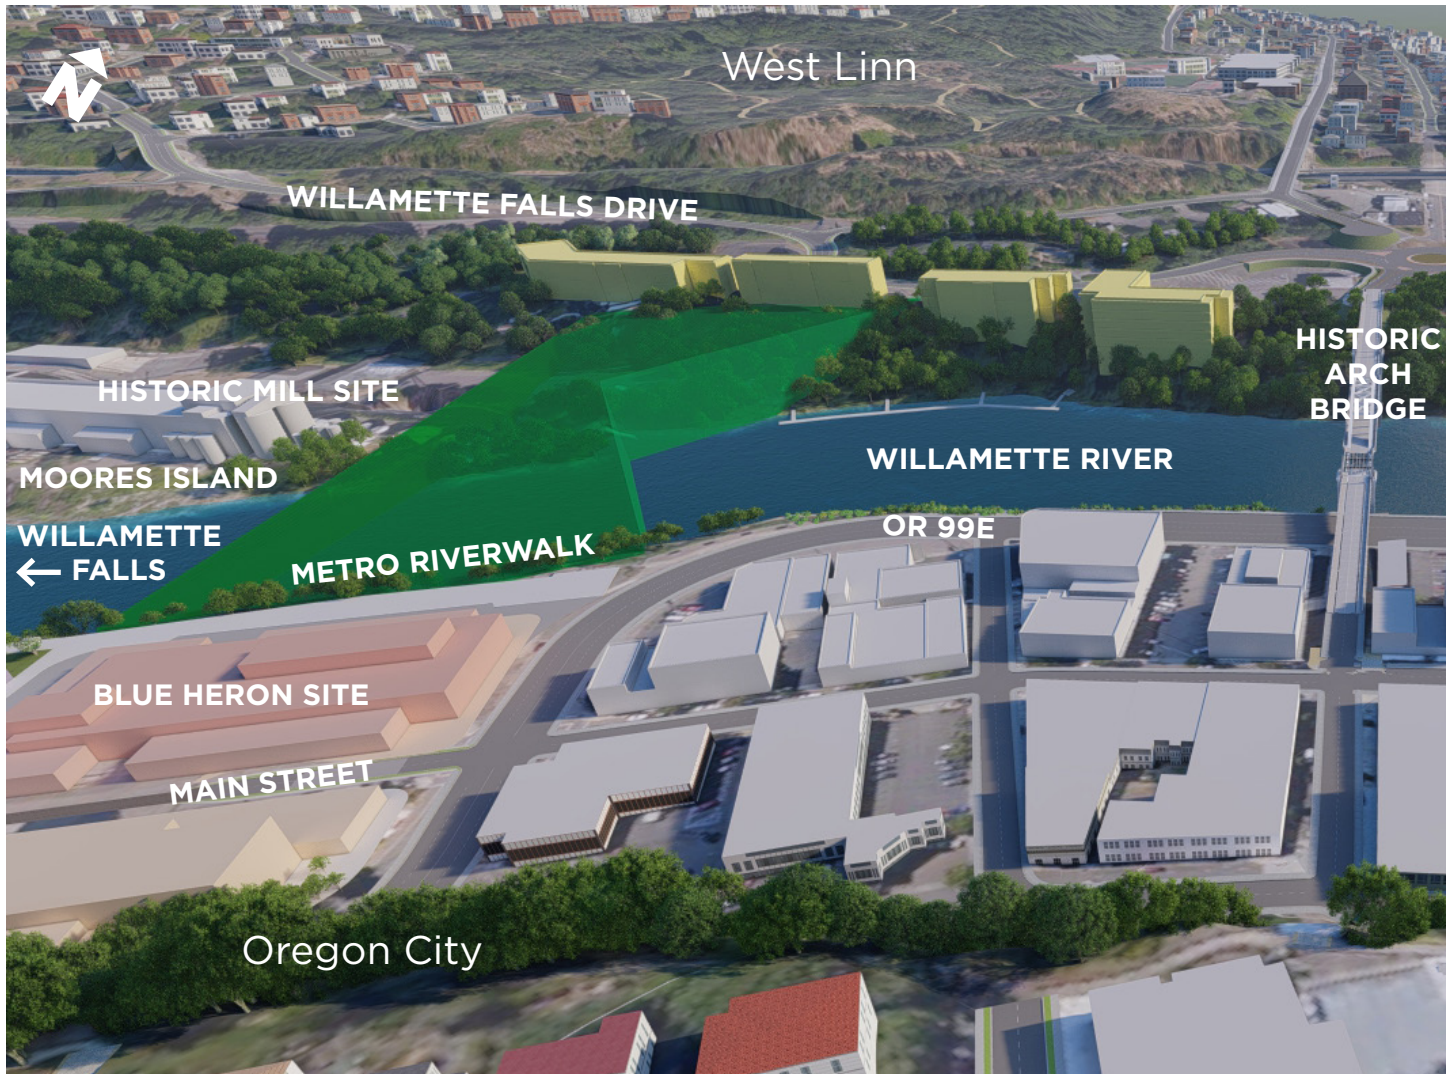 N
West Linn
WILLAMETTE FALLS DRIVE
HISTORIC MILL SITE
HISTORIC
ARCH
BRIDGE
MOORES ISLAND
WILLAMETTE RIVER
WILLAMETTE
← FALLS
OR 99E
METRO RIVERWALK
BLUE HERON SITE
MAIN STREET
Oregon City